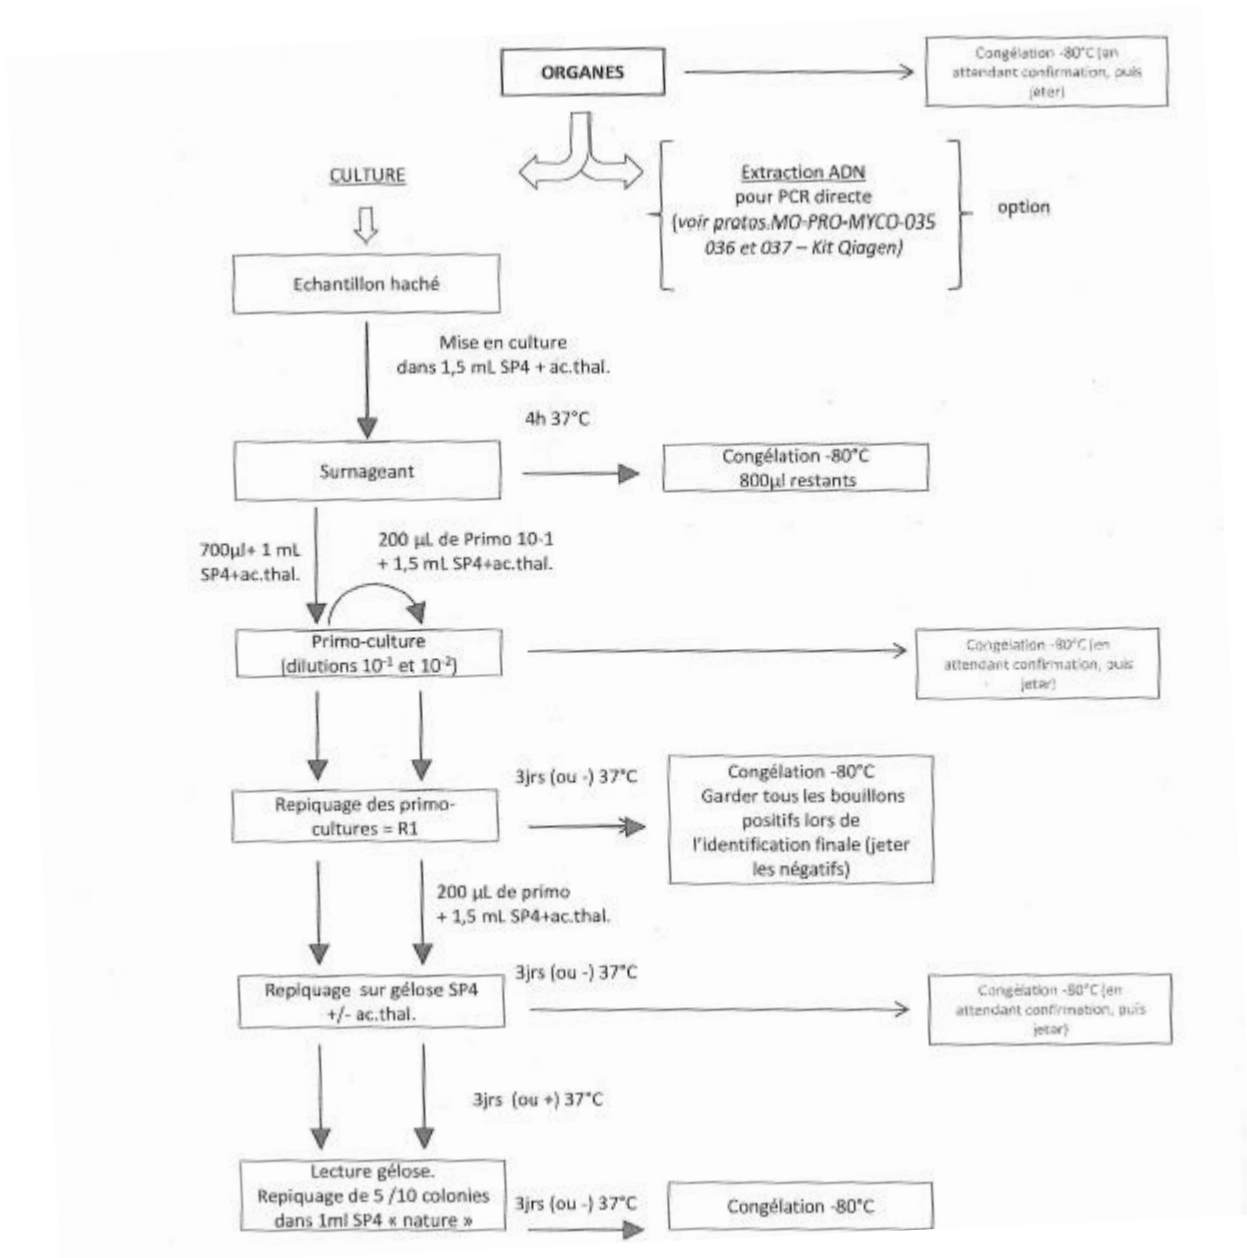 ORGANES
Congélation -80°C (en
attendant confirmation, puis
jeter)
CULTURE
Extraction ADN
pour PCR directe
(voir protos.MO-PRO-MYCO-035
036 et 037 – Kit Qiagen)
option
Echantillon haché
Mise en culture
dans 1,5 mL SP4 + ac.thal.
4h 37°C
Surnageant
Congélation -80°C
800µl restants
700µl+ 1 mL
SP4+ac.thal.
200 µL de Primo 10-1
+ 1,5 mL SP4+ac.thal.
Primo-culture
(dilutions 10⁻¹ et 10⁻²)
Congélation -80°C (en
attendant confirmation, puis
jeter)
3jrs (ou -) 37°C
Repiquage des primo-
cultures = R1
Congélation -80°C
Garder tous les bouillons
positifs lors de
l'identification finale (jeter
les négatifs)
200 µL de primo
+ 1,5 mL SP4+ac.thal.
3jrs (ou -) 37°C
Repiquage sur gélose SP4
+/- ac.thal.
Congélation -80°C (en
attendant confirmation, puis
jeter)
3jrs (ou +) 37°C
Lecture gélose.
Repiquage de 5 /10 colonies
dans 1ml SP4 « nature »
3jrs (ou -) 37°C
Congélation -80°C